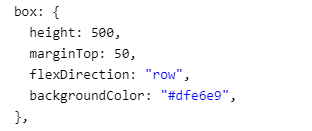 box: {
  height: 500,
  marginTop: 50,
  flexDirection: "row",
  backgroundColor: "#dfe6e9",
},